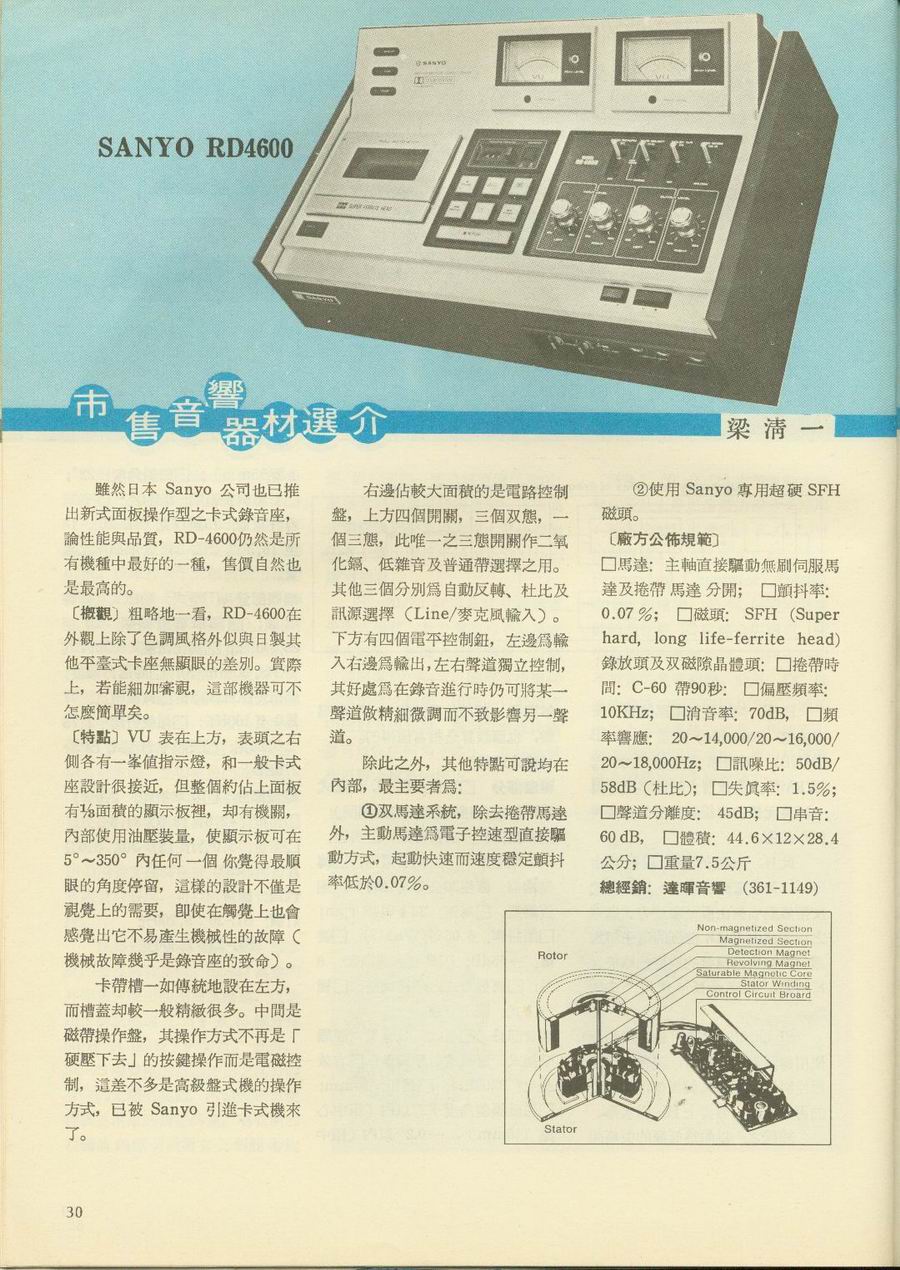 SANYO RD4600
SANYO
VU
VU
SUPER FERRITE HEAD
SANYO
市售音響器材選介
梁淸一
雖然日本 Sanyo 公司也已推
出新式面板操作型之卡式錄音座，
論性能與品質，RD-4600仍然是所
有機種中最好的一種，售價自然也
是最高的。
〔槪觀〕粗略地一看，RD-4600在
外觀上除了色調風格外似與日製其
他平臺式卡座無顯眼的差別。實際
上，若能細加審視，這部機器可不
怎麽簡單矣。
〔特點〕VU 表在上方，表頭之右
側各有一峯値指示燈，和一般卡式
座設計很接近，但整個約佔上面板
有⅓面積的顯示板裡，却有機關，
內部使用油壓裝量，使顯示板可在
5°～350° 內任何一個 你覺得最順
眼的角度停留，這樣的設計不僅是
視覺上的需要，卽使在觸覺上也會
感覺出它不易產生機械性的故障（
機械故障幾乎是錄音座的致命）。
卡帶槽一如傳統地設在左方，
而槽蓋却較一般精緻很多。中間是
磁帶操作盤，其操作方式不再是「
硬壓下去」的按鍵操作而是電磁控
制，這差不多是高級盤式機的操作
方式，已被 Sanyo 引進卡式機來
了。
右邊佔較大面積的是電路控制
盤，上方四個開關，三個双態，一
個三態，此唯一之三態開關作二氧
化鎘、低雜音及普通帶選擇之用。
其他三個分別爲自動反轉、杜比及
訊源選擇（Line/麥克風輸入）。
下方有四個電平控制鈕，左邊爲輸
入右邊爲輸出，左右聲道獨立控制，
其好處爲在錄音進行時仍可將某一
聲道做精細微調而不致影響另一聲
道。
除此之外，其他特點可說均在
內部，最主要者爲：
①双馬達系統，除去捲帶馬達
外，主動馬達爲電子控速型直接驅
動方式，起動快速而速度穩定顫抖
率低於0.07%。
②使用 Sanyo 專用超硬 SFH
磁頭。
〔廠方公佈規範〕
□馬達：主軸直接驅動無刷伺服馬
達及捲帶 馬達 分開； □顫抖率：
0.07 %； □磁頭： SFH (Super
hard, long life-ferrite head)
錄放頭及双磁隙晶體頭：□捲帶時
間：C-60 帶90秒： □偏壓頻率：
10KHz； □消音率：70dB， □頻
率響應： 20～14,000/20～16,000/
20～18,000Hz； □訊噪比：50dB/
58dB（杜比）； □失眞率：1.5%；
□聲道分離度： 45dB； □串音：
60 dB， □體積：44.6×12×28.4
公分； □重量7.5公斤
總經銷：達暉音響 (361-1149)
Rotor
Non-magnetized Section
Magnetized Section
Detection Magnet
Revolving Magnet
Saturable Magnetic Core
Stator Winding
Control Circuit Broard
Stator
30